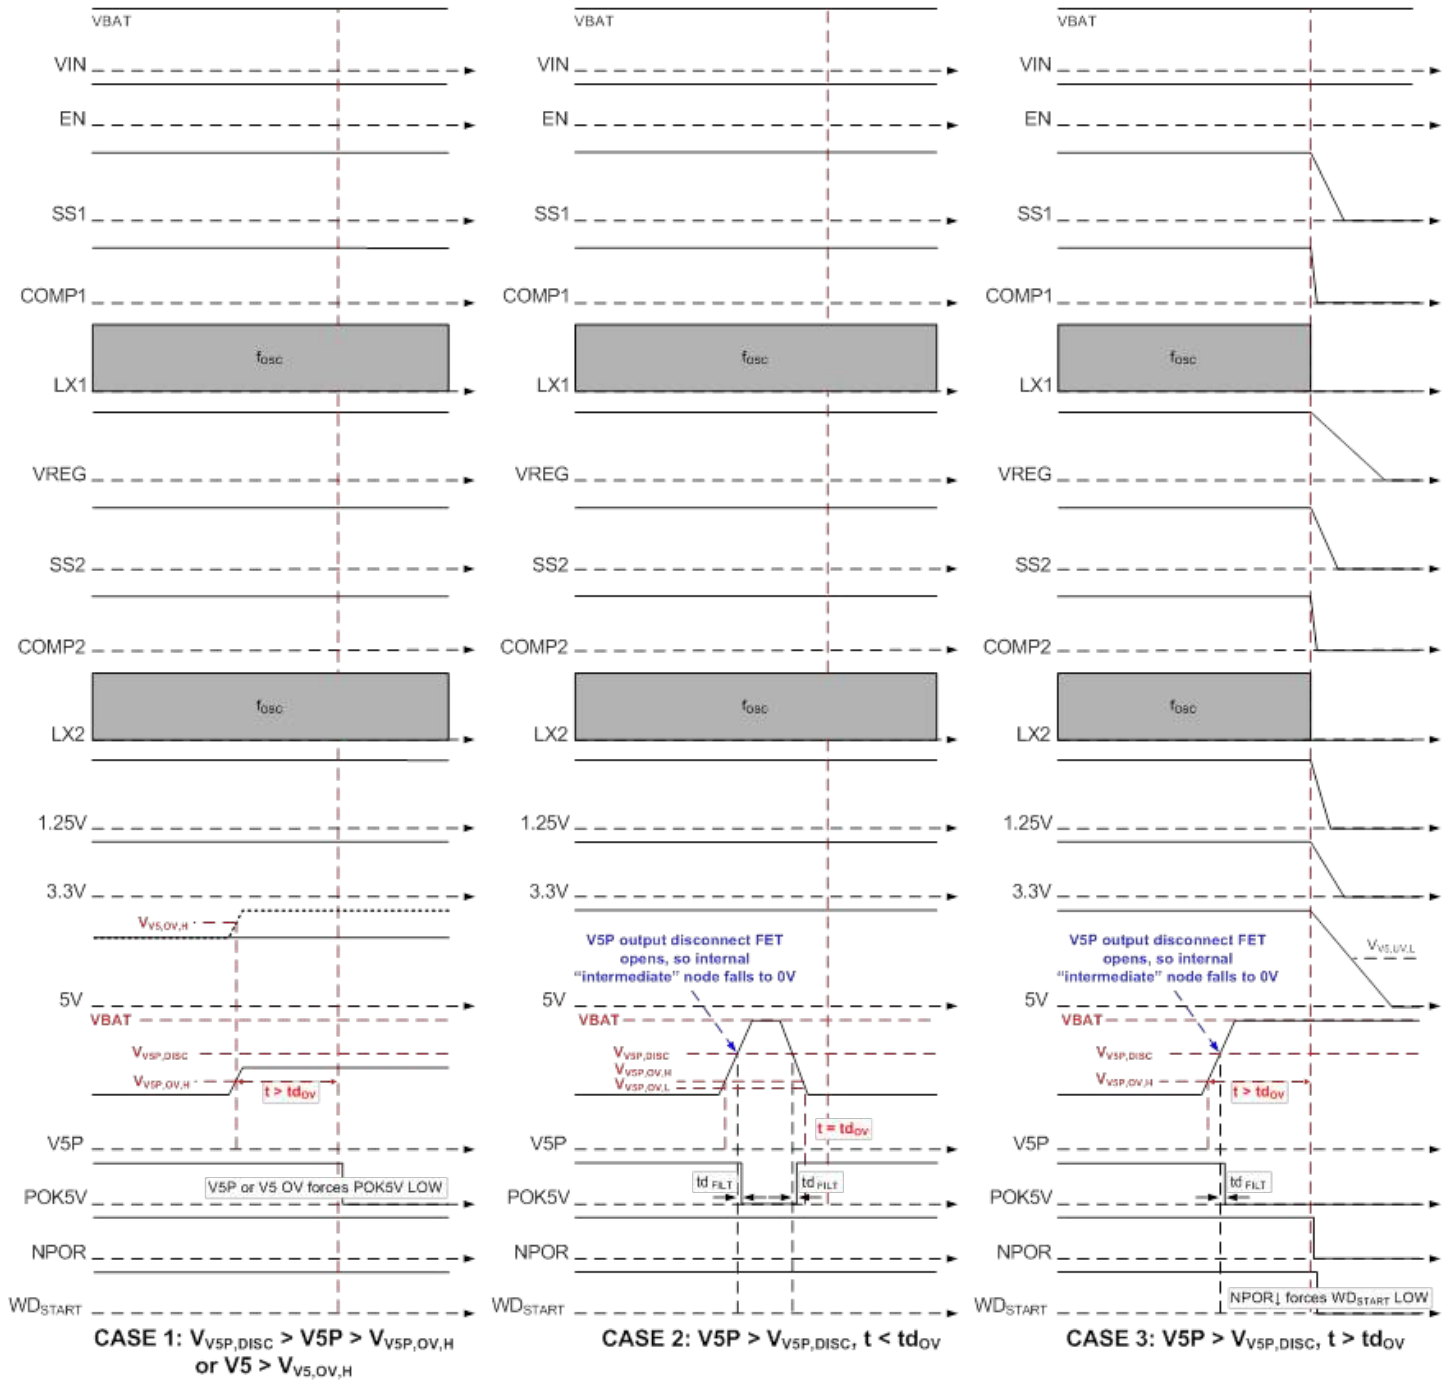 VBAT
VIN
EN
SS1
COMP1
fOSC
LX1
VREG
SS2
COMP2
fOSC
LX2
1.25V
3.3V
VV5,OV,H
5V
VBAT
VV5P,DISC
VV5P,OV,H
t > tdOV
V5P
V5P or V5 OV forces POK5V LOW
POK5V
NPOR
WDSTART
CASE 1: VV5P,DISC > V5P > VV5P,OV,H
or V5 > VV5,OV,H
VBAT
VIN
EN
SS1
COMP1
fOSC
LX1
VREG
SS2
COMP2
fOSC
LX2
1.25V
3.3V
V5P output disconnect FET
opens, so internal
“intermediate” node falls to 0V
5V
VBAT
VV5P,DISC
VV5P,OV,H
VV5P,OV,L
t = tdOV
V5P
td FILT
td FILT
POK5V
NPOR
WDSTART
CASE 2: V5P > VV5P,DISC, t < tdOV
VBAT
VIN
EN
SS1
COMP1
fOSC
LX1
VREG
SS2
COMP2
fOSC
LX2
1.25V
3.3V
V5P output disconnect FET
opens, so internal
“intermediate” node falls to 0V
VV5,UV,L
5V
VBAT
VV5P,DISC
VV5P,OV,H
t > tdOV
V5P
td FILT
POK5V
NPOR
NPOR↓ forces WDSTART LOW
WDSTART
CASE 3: V5P > VV5P,DISC, t > tdOV